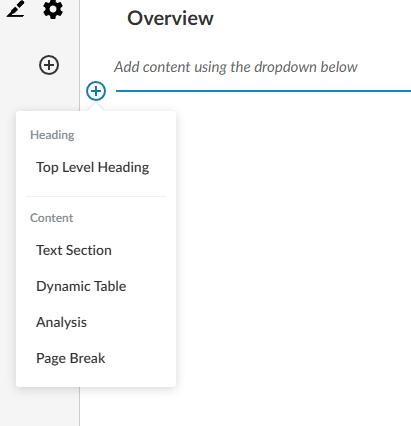 Overview
Add content using the dropdown below
Heading
Top Level Heading
Content
Text Section
Dynamic Table
Analysis
Page Break